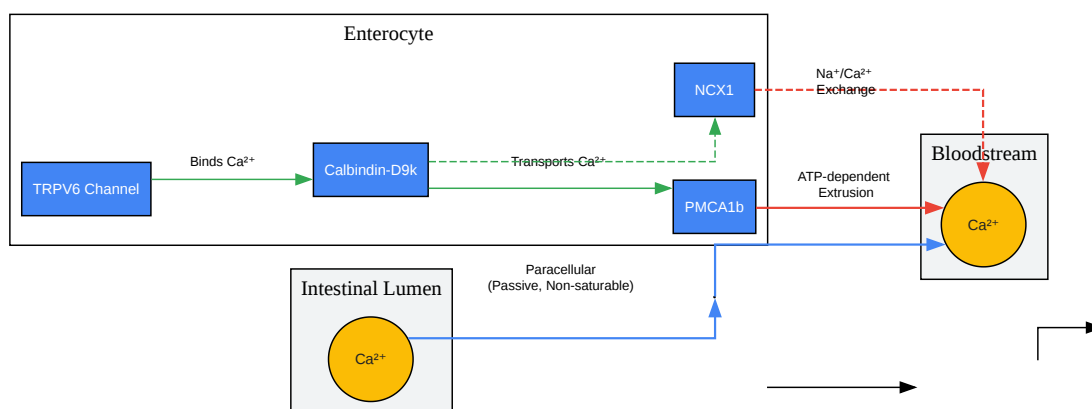 Enterocyte
NCX1
Na⁺/Ca²⁺
Exchange
Binds Ca²⁺
Calbindin-D9k
Transports Ca²⁺
TRPV6 Channel
PMCA1b
ATP-dependent
Extrusion
Bloodstream
Ca²⁺
Paracellular
(Passive, Non-saturable)
Intestinal Lumen
Ca²⁺